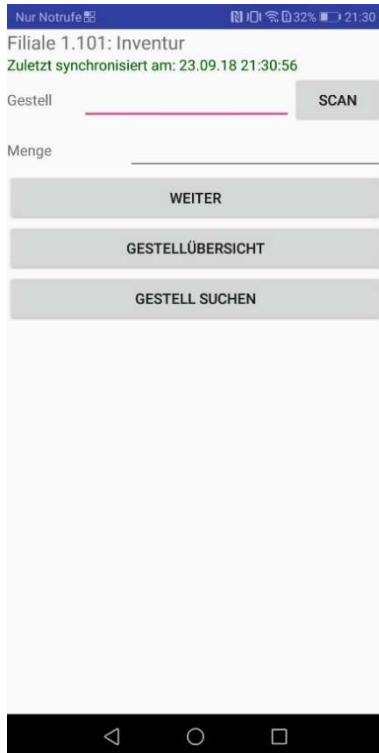 Nur Notrufe 32% 21:30
Filiale 1.101: Inventur
Zuletzt synchronisiert am: 23.09.18 21:30:56
Gestell SCAN
Menge
WEITER
GESTELLÜBERSICHT
GESTELL SUCHEN